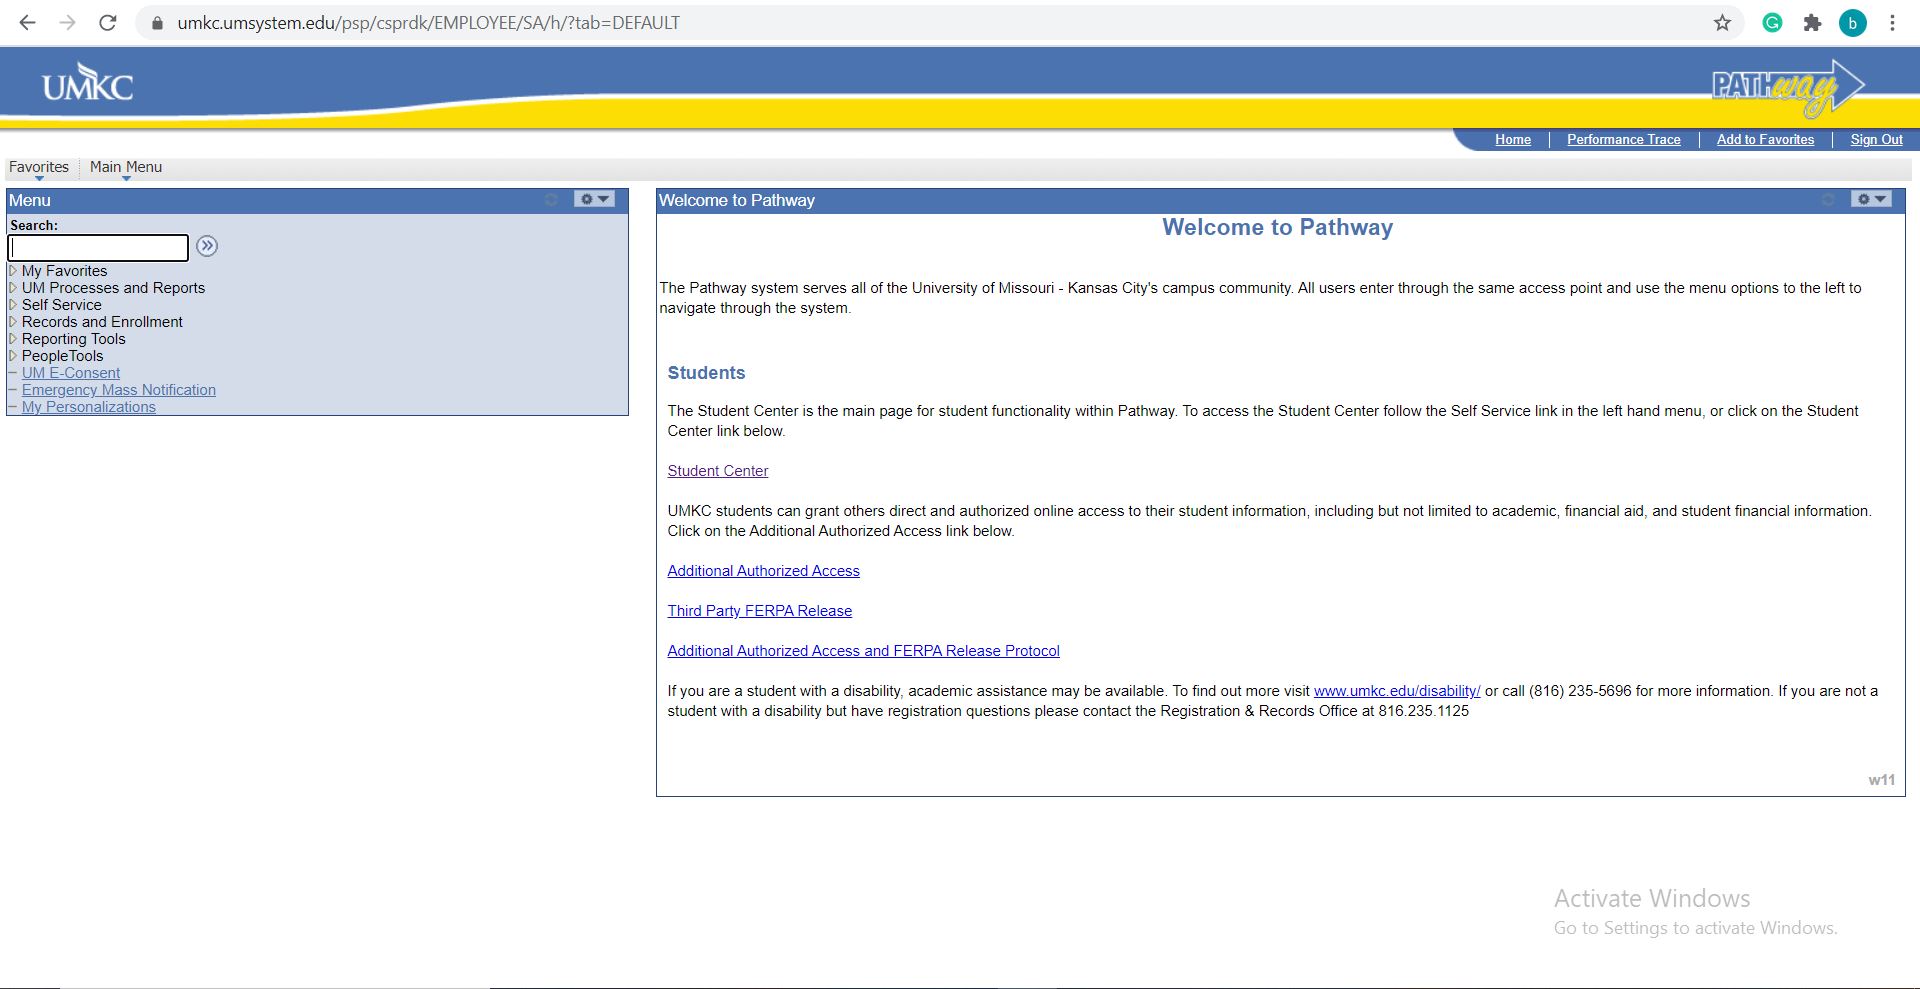 umkc.umsystem.edu/psp/csprdk/EMPLOYEE/SA/h/?tab=DEFAULT
b
UMKC
PATHway
Home
Performance Trace
Add to Favorites
Sign Out
Favorites
Main Menu
Menu
Search:
My Favorites
UM Processes and Reports
Self Service
Records and Enrollment
Reporting Tools
PeopleTools
UM E-Consent
Emergency Mass Notification
My Personalizations
Welcome to Pathway
Welcome to Pathway
The Pathway system serves all of the University of Missouri - Kansas City's campus community. All users enter through the same access point and use the menu options to the left to
navigate through the system.
Students
The Student Center is the main page for student functionality within Pathway. To access the Student Center follow the Self Service link in the left hand menu, or click on the Student
Center link below.
Student Center
UMKC students can grant others direct and authorized online access to their student information, including but not limited to academic, financial aid, and student financial information.
Click on the Additional Authorized Access link below.
Additional Authorized Access
Third Party FERPA Release
Additional Authorized Access and FERPA Release Protocol
If you are a student with a disability, academic assistance may be available. To find out more visit www.umkc.edu/disability/ or call (816) 235-5696 for more information. If you are not a
student with a disability but have registration questions please contact the Registration & Records Office at 816.235.1125
w11
Activate Windows
Go to Settings to activate Windows.